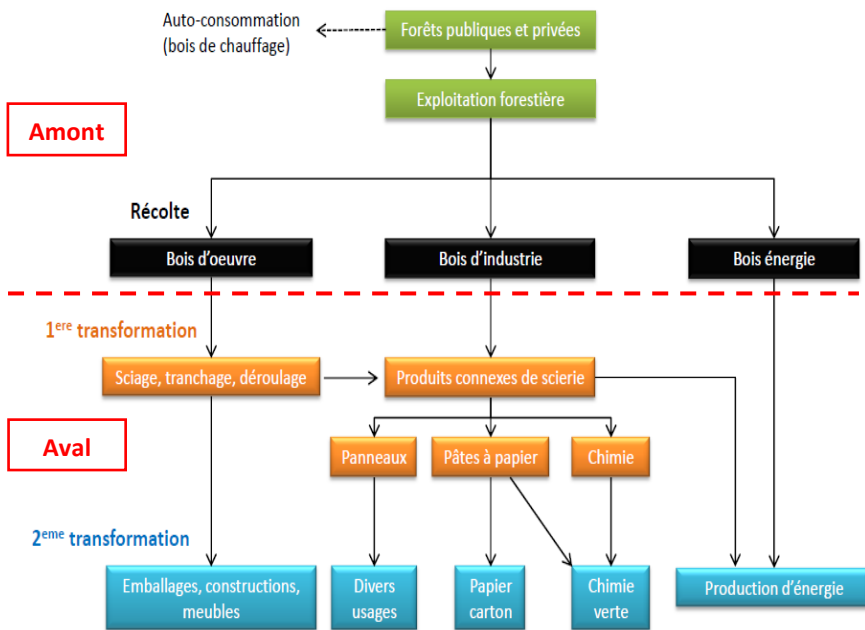 Auto-consommation
(bois de chauffage)
Forêts publiques et privées
Exploitation forestière
Amont
Récolte
Bois d'oeuvre
Bois d'industrie
Bois énergie
1ere transformation
Sciage, tranchage, déroulage
Produits connexes de scierie
Aval
Panneaux
Pâtes à papier
Chimie
2eme transformation
Emballages, constructions,
meubles
Divers
usages
Papier
carton
Chimie
verte
Production d'énergie